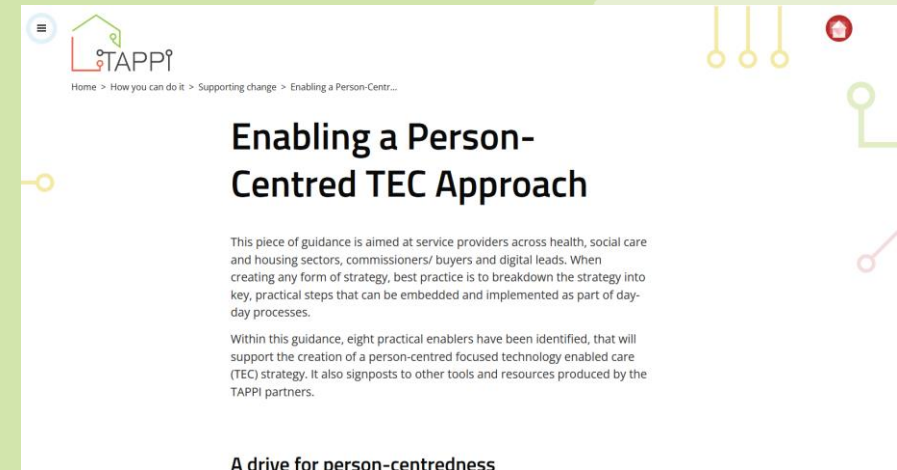 TAPPI
Home > How you can do it > Supporting change > Enabling a Person-Centr...
Enabling a Person-
Centred TEC Approach
This piece of guidance is aimed at service providers across health, social care
and housing sectors, commissioners/ buyers and digital leads. When
creating any form of strategy, best practice is to breakdown the strategy into
key, practical steps that can be embedded and implemented as part of day-
day processes.
Within this guidance, eight practical enablers have been identified, that will
support the creation of a person-centred focused technology enabled care
(TEC) strategy. It also signposts to other tools and resources produced by the
TAPPI partners.
A drive for person-centredness